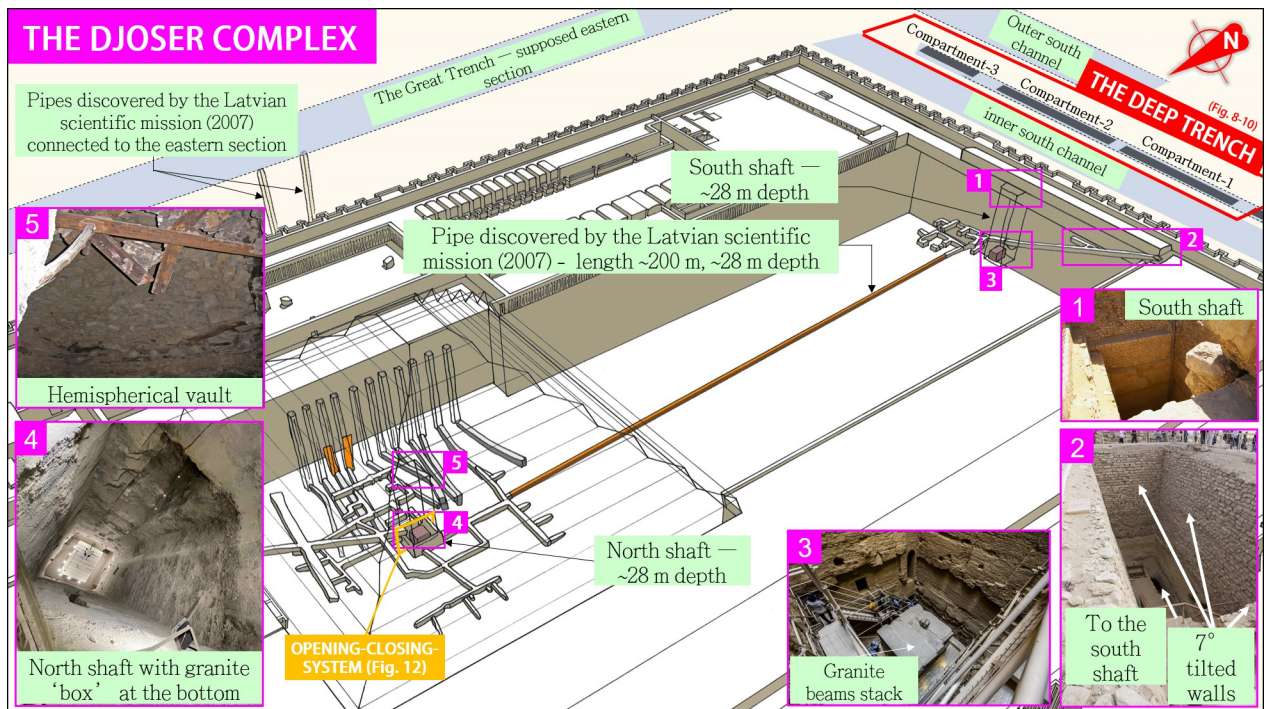 THE DJOSER COMPLEX
Pipes discovered by the Latvian
scientific mission (2007)
connected to the eastern section
The Great Trench — supposed eastern
section
Outer south
channel
Compartment-3
Compartment-2
Compartment-1
inner south channel
THE DEEP TRENCH
(Fig. 8-10)
N
South shaft —
~28 m depth
Pipe discovered by the Latvian scientific
mission (2007) - length ~200 m, ~28 m depth
1
2
3
5
Hemispherical vault
4
North shaft with granite
‘box’ at the bottom
5
4
North shaft —
~28 m depth
OPENING-CLOSING-
SYSTEM (Fig. 12)
3
Granite
beams stack
1
South shaft
2
To the
south
shaft
7°
tilted
walls